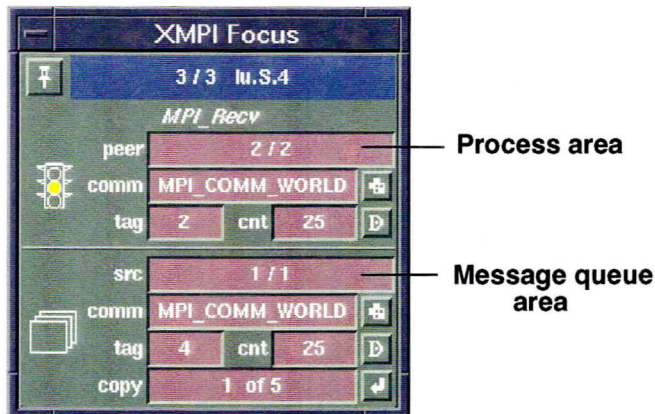 XMPI Focus
3 / 3 lu.S.4
MPI_Recv
peer 2 / 2
Process area
comm MPI_COMM_WORLD
tag 2 cnt 25 D
src 1 / 1
Message queue
area
comm MPI_COMM_WORLD
tag 4 cnt 25 D
copy 1 of 5